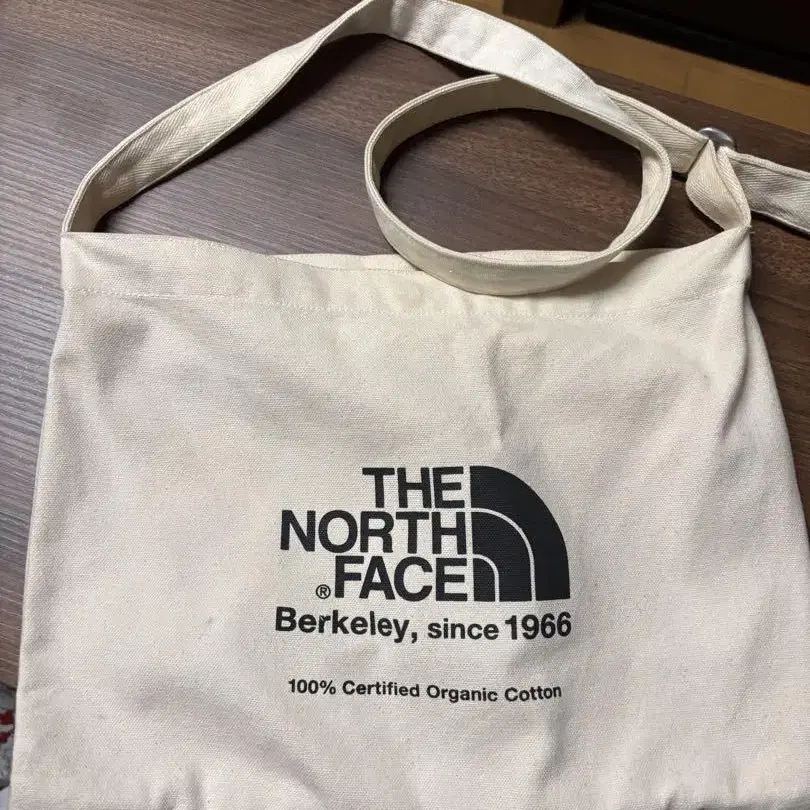 THE
NORTH
® FACE
Berkeley, since 1966
100% Certified Organic Cotton